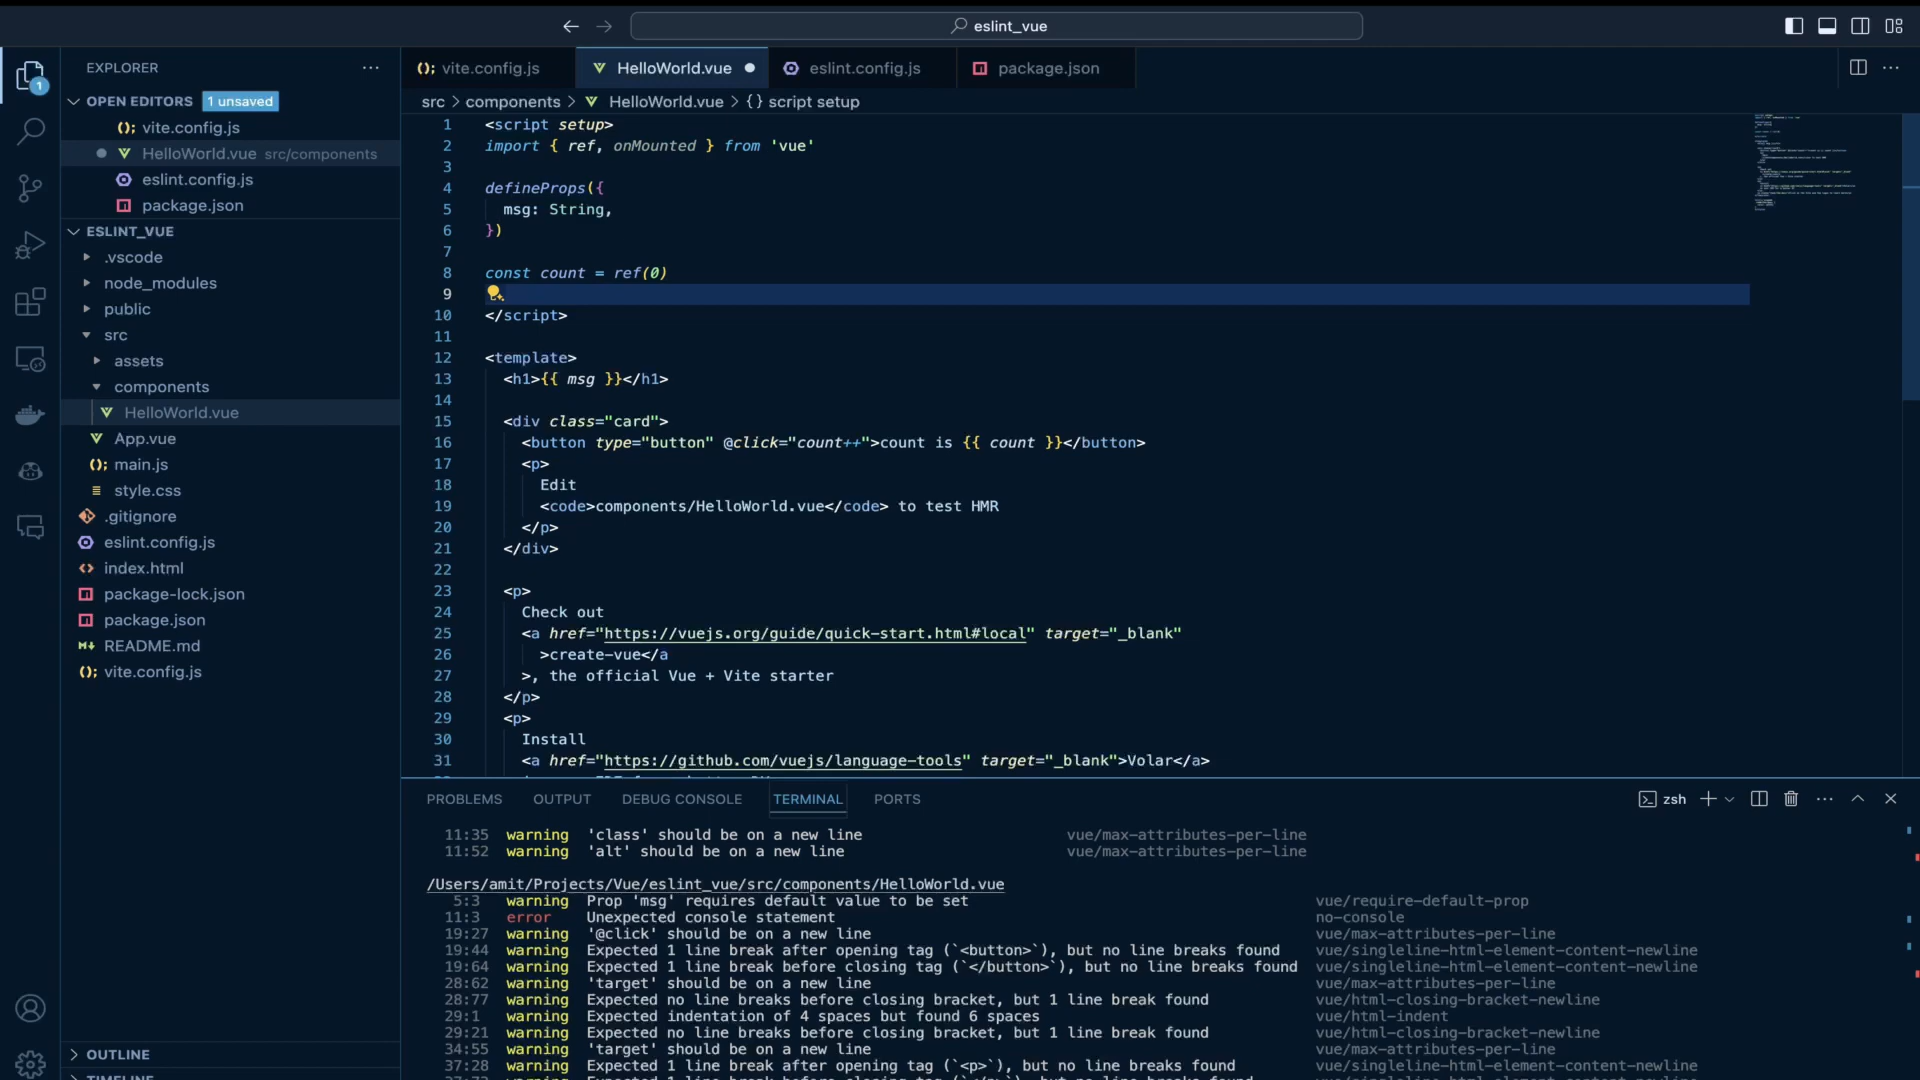 eslint_vue
EXPLORER
OPEN EDITORS 1 unsaved
vite.config.js
HelloWorld.vue src/components
eslint.config.js
package.json
ESLINT_VUE
.vscode
node_modules
public
src
assets
components
HelloWorld.vue
App.vue
main.js
style.css
.gitignore
eslint.config.js
index.html
package-lock.json
package.json
README.md
vite.config.js
OUTLINE
TIMELINE
1
vite.config.js HelloWorld.vue eslint.config.js package.json
src > components > HelloWorld.vue > {} script setup
1 <script setup>
2 import { ref, onMounted } from 'vue'
3
4 defineProps({
5 msg: String,
6 })
7
8 const count = ref(0)
9
10 </script>
11
12 <template>
13 <h1>{{ msg }}</h1>
14
15 <div class="card">
16 <button type="button" @click="count++">count is {{ count }}</button>
17 <p>
18 Edit
19 <code>components/HelloWorld.vue</code> to test HMR
20 </p>
21 </div>
22
23 <p>
24 Check out
25 <a href="https://vuejs.org/guide/quick-start.html#local" target="_blank"
26 >create-vue</a
27 >, the official Vue + Vite starter
28 </p>
29 <p>
30 Install
31 <a href="https://github.com/vuejs/language-tools" target="_blank">Volar</a>
PROBLEMS OUTPUT DEBUG CONSOLE TERMINAL PORTS zsh
11:35 warning 'class' should be on a new line vue/max-attributes-per-line
11:52 warning 'alt' should be on a new line vue/max-attributes-per-line
/Users/amit/Projects/Vue/eslint_vue/src/components/HelloWorld.vue
5:3 warning Prop 'msg' requires default value to be set vue/require-default-prop
11:3 error Unexpected console statement no-console
19:27 warning '@click' should be on a new line vue/max-attributes-per-line
19:44 warning Expected 1 line break after opening tag (`<button>`), but no line breaks found vue/singleline-html-element-content-newline
19:64 warning Expected 1 line break before closing tag (`</button>`), but no line breaks found vue/singleline-html-element-content-newline
28:62 warning 'target' should be on a new line vue/max-attributes-per-line
28:77 warning Expected no line breaks before closing bracket, but 1 line break found vue/html-closing-bracket-newline
29:1 warning Expected indentation of 4 spaces but found 6 spaces vue/html-indent
29:21 warning Expected no line breaks before closing bracket, but 1 line break found vue/html-closing-bracket-newline
34:55 warning 'target' should be on a new line vue/max-attributes-per-line
37:28 warning Expected 1 line break after opening tag (`<p>`), but no line breaks found vue/singleline-html-element-content-newline